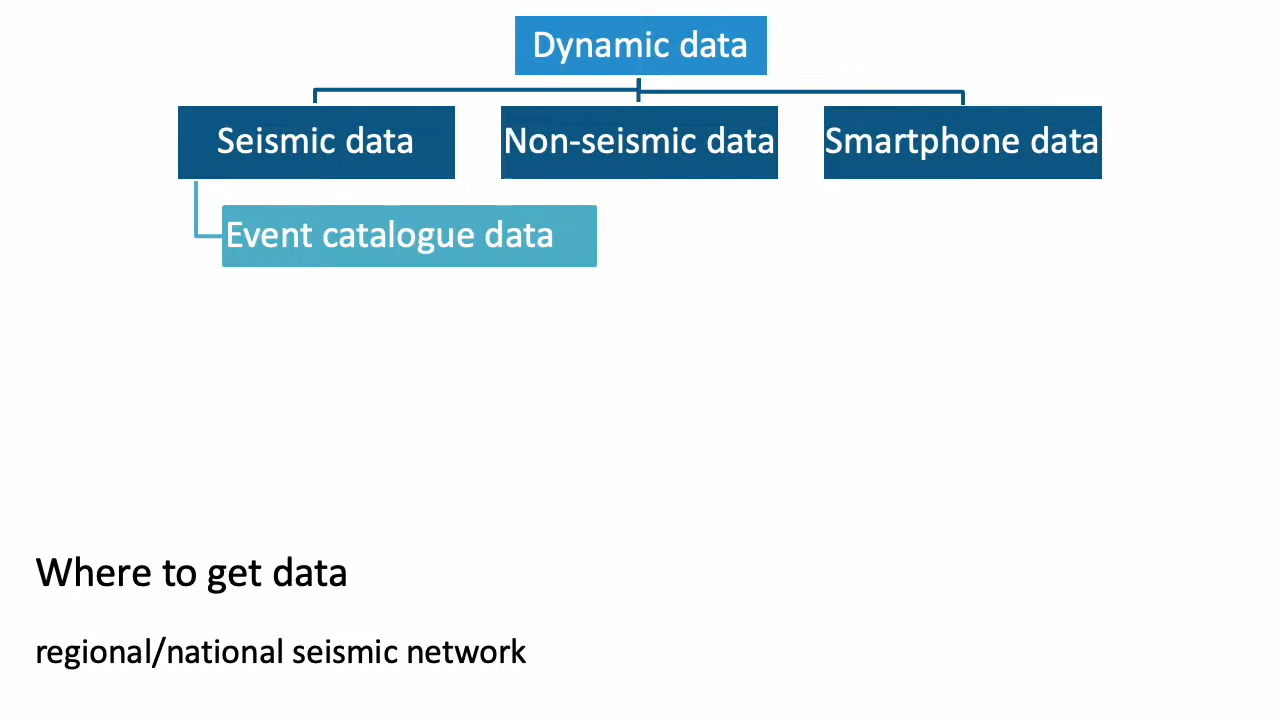 Dynamic data
Seismic data
Non-seismic data
Smartphone data
Event catalogue data
Where to get data
regional/national seismic network